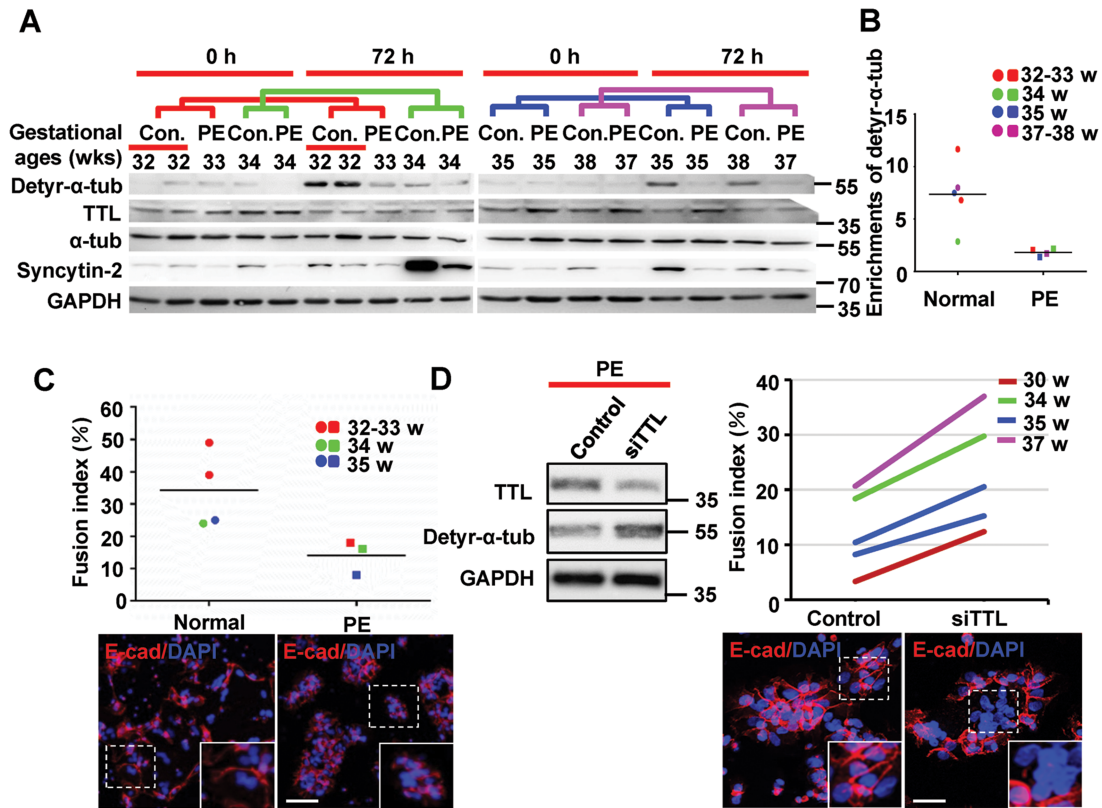 A
0 h 72 h 0 h 72 h
Gestational Con. PE Con. PE Con. PE Con. PE Con. PE Con. PE Con. PE Con. PE
ages (wks) 32 32 33 34 34 32 32 33 34 34 35 35 38 37 35 35 38 37
Detyr-α-tub 55
TTL 35
α-tub 55
Syncytin-2 70
GAPDH 35
B
Enrichments of detyr-α-tub
15
10
5
0
32-33 w
34 w
35 w
37-38 w
Normal PE
C
Fusion index (%)
60
50
40
30
20
10
0
32-33 w
34 w
35 w
Normal PE
E-cad/DAPI E-cad/DAPI
D
PE
Control siTTL
TTL 35
Detyr-α-tub 55
GAPDH 35
Fusion index (%)
40
30
20
10
0
30 w
34 w
35 w
37 w
Control siTTL
E-cad/DAPI E-cad/DAPI